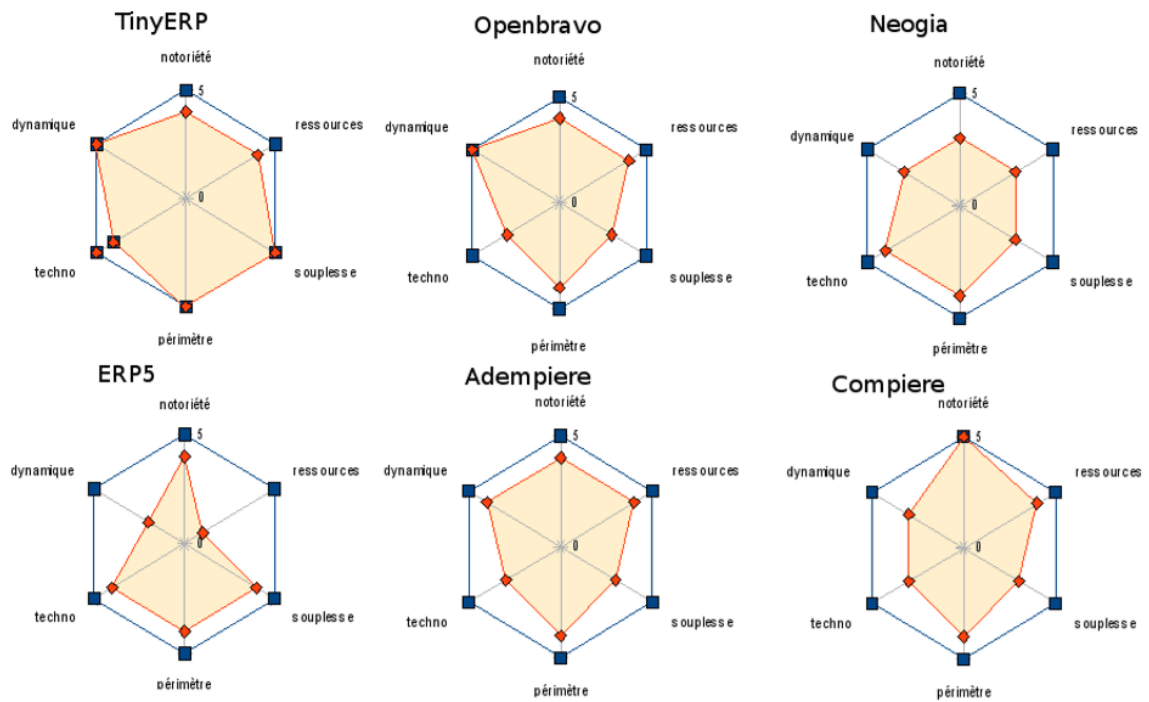 TinyERP
Openbravo
Neogia
notoriété
5
dynamique
ressources
0
techno
souplesse
périmètre
notoriété
5
dynamique
ressources
0
techno
souplesse
périmètre
notoriété
5
dynamique
ressources
0
techno
souplesse
périmètre
ERP5
Adempiere
Compiere
notoriété
5
dynamique
ressources
0
techno
souplesse
périmètre
notoriété
5
dynamique
ressources
0
techno
souplesse
périmètre
notoriété
5
dynamique
ressources
0
techno
souplesse
périmètre